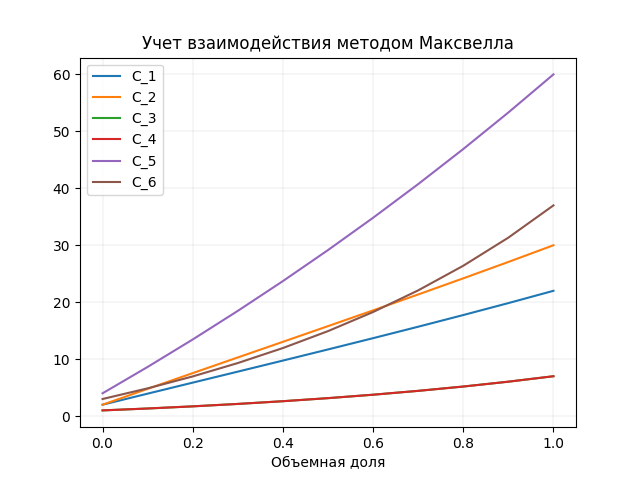 Учет взаимодействия методом Максвелла
C_1
C_2
C_3
C_4
C_5
C_6
60
50
40
30
20
10
0
0.0 0.2 0.4 0.6 0.8 1.0
Объемная доля